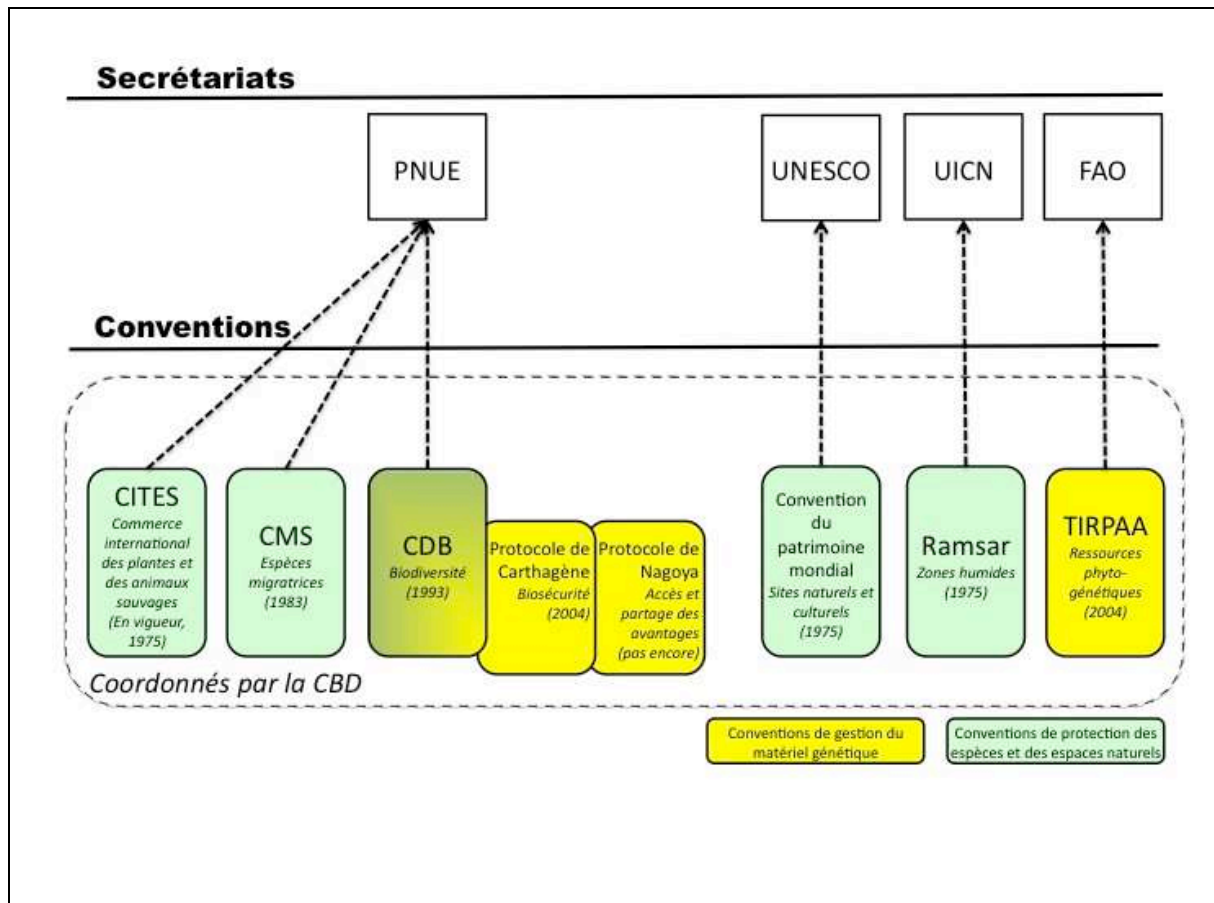 Secrétariats
PNUE
UNESCO
UICN
FAO
Conventions
CITES
Commerce
international
des plantes et
des animaux
sauvages
(En vigueur,
1975)
CMS
Espèces
migratrices
(1983)
CDB
Biodiversité
(1993)
Protocole de
Carthagène
Biosécurité
(2004)
Protocole de
Nagoya
Accès et
partage des
avantages
(pas encore)
Convention
du
patrimoine
mondial
Sites naturels et
culturels
(1975)
Ramsar
Zones humides
(1975)
TIRPAA
Ressources
phyto-
génétiques
(2004)
Coordonnés par la CBD
Conventions de gestion du
matériel génétique
Conventions de protection des
espèces et des espaces naturels